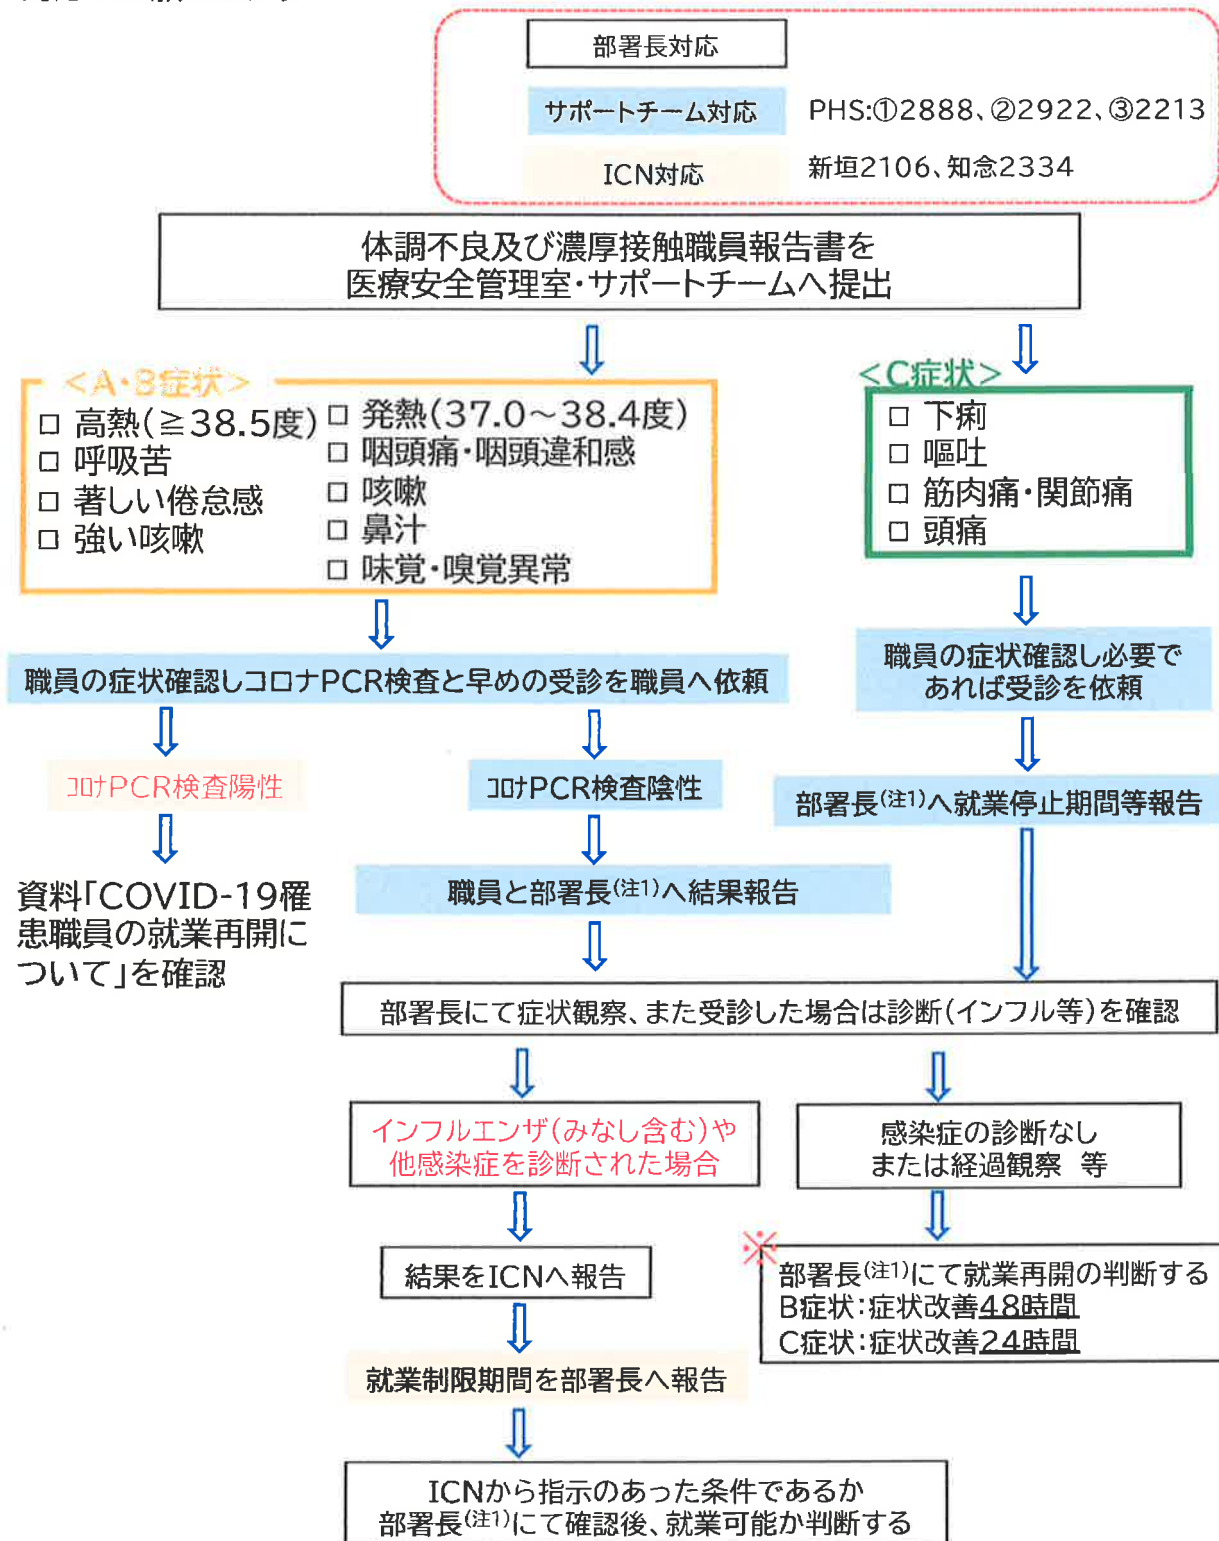 部署長対応
サポートチーム対応 PHS:①2888、②2922、③2213
ICN対応 新垣2106、知念2334
体調不良及び濃厚接触職員報告書を
医療安全管理室・サポートチームへ提出
<A・B症状>
□ 高熱(≧38.5度)
□ 呼吸苦
□ 著しい倦怠感
□ 強い咳嗽
□ 発熱(37.0～38.4度)
□ 咽頭痛・咽頭違和感
□ 咳嗽
□ 鼻汁
□ 味覚・嗅覚異常
<C症状>
□ 下痢
□ 嘔吐
□ 筋肉痛・関節痛
□ 頭痛
職員の症状確認しコロナPCR検査と早めの受診を職員へ依頼
職員の症状確認し必要で
あれば受診を依頼
コロナPCR検査陽性
コロナPCR検査陰性
部署長(注1)へ就業停止期間等報告
資料「COVID-19罹
患職員の就業再開に
ついて」を確認
職員と部署長(注1)へ結果報告
部署長にて症状観察、また受診した場合は診断(インフル等)を確認
インフルエンザ(みなし含む)や
他感染症を診断された場合
感染症の診断なし
または経過観察 等
結果をICNへ報告
※
部署長(注1)にて就業再開の判断する
B症状:症状改善48時間
C症状:症状改善24時間
就業制限期間を部署長へ報告
ICNから指示のあった条件であるか
部署長(注1)にて確認後、就業可能か判断する